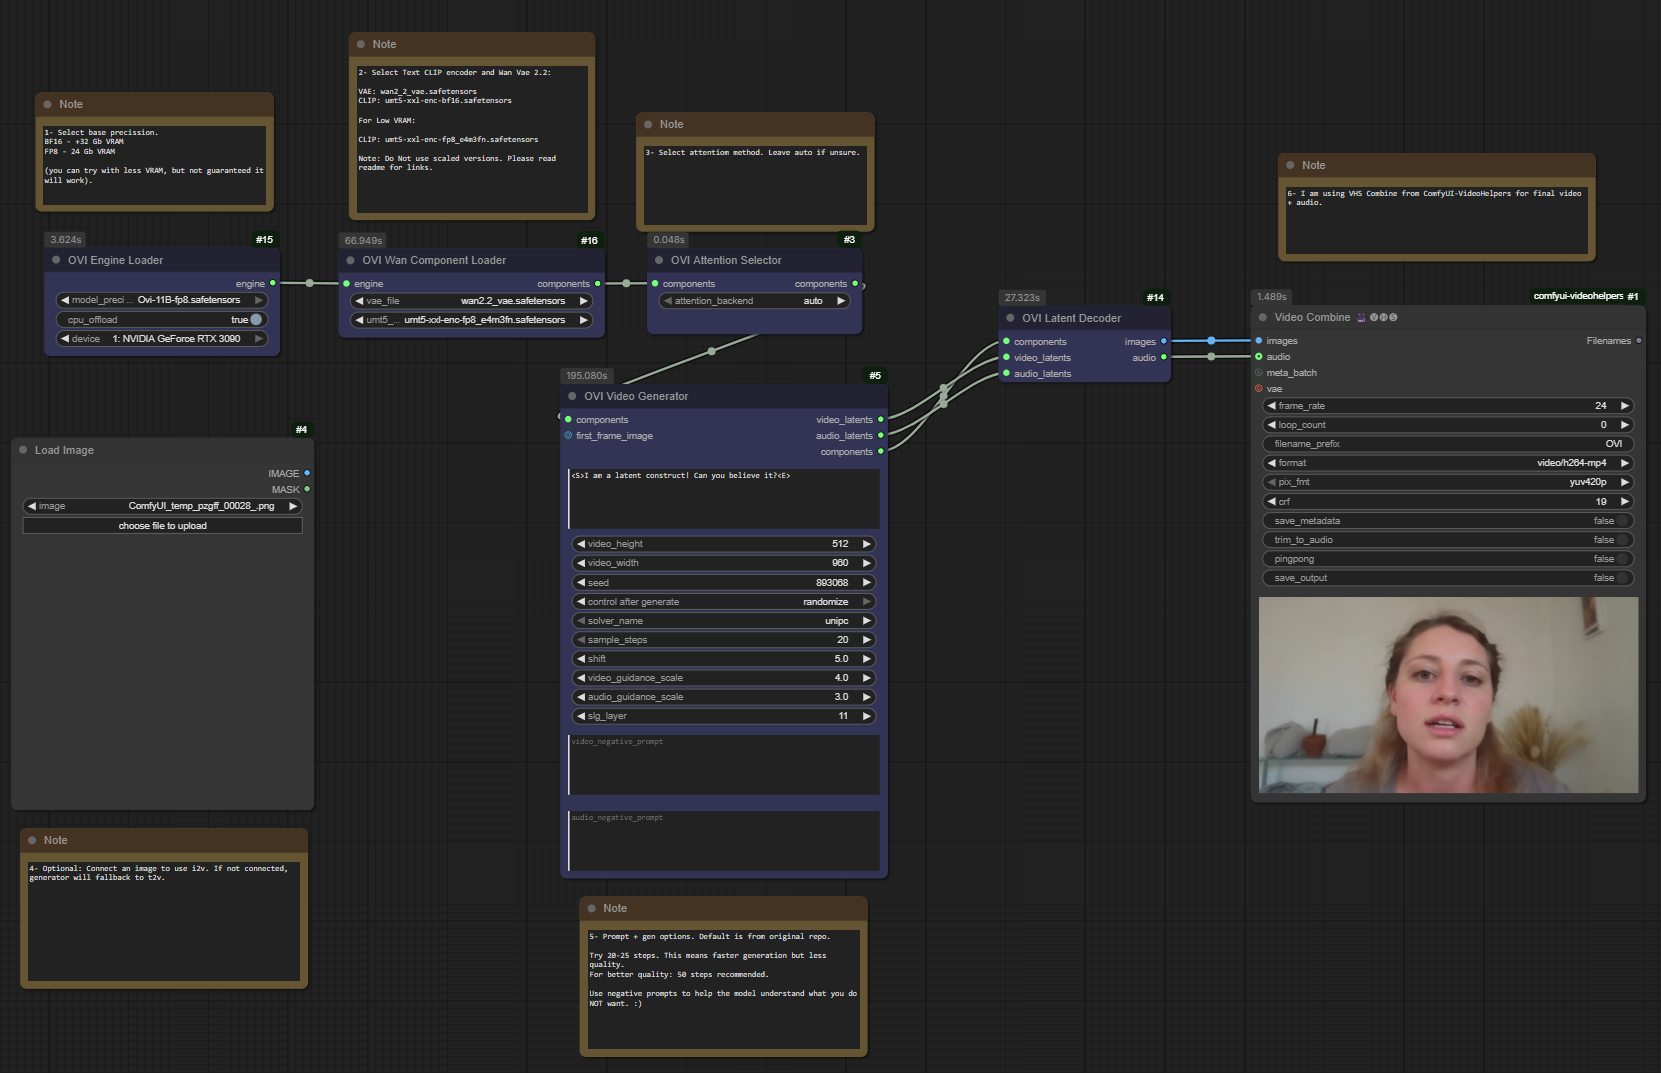 Note
1- Select base precission.
BF16 - +32 Gb VRAM
FP8 - 24 Gb VRAM
(you can try with less VRAM, but not guaranteed it
will work).
Note
2- Select Text CLIP encoder and Wan Vae 2.2:
VAE: wan2_2_vae.safetensors
CLIP: umt5-xxl-enc-bf16.safetensors
For Low VRAM:
CLIP: umt5-xxl-enc-fp8_e4m3fn.safetensors
Note: Do Not use scaled versions. Please read
readme for links.
Note
3- Select attentiom method. Leave auto if unsure.
Note
6- I am using VHS Combine from ComfyUI-VideoHelpers for final video
+ audio.
3.624s
#15
OVI Engine Loader
engine
model_preci ... Ovi-11B-fp8.safetensors
cpu_offload true
device 1: NVIDIA GeForce RTX 3090
66.949s
#16
OVI Wan Component Loader
engine components
vae_file wan2.2_vae.safetensors
umt5_... umt5-xxl-enc-fp8_e4m3fn.safetensors
0.048s
#3
OVI Attention Selector
components components
attention_backend auto
#4
Load Image
IMAGE
MASK
image ComfyUI_temp_pzgff_00028_.png
choose file to upload
Note
4- Optional: Connect an image to use i2v. If not connected,
generator will fallback to t2v.
195.080s
#5
OVI Video Generator
components video_latents
first_frame_image audio_latents
components
<S>I am a latent construct! Can you believe it?<E>
video_height 512
video_width 960
seed 893068
control after generate randomize
solver_name unipc
sample_steps 20
shift 5.0
video_guidance_scale 4.0
audio_guidance_scale 3.0
slg_layer 11
video_negative_prompt
audio_negative_prompt
Note
5- Prompt + gen options. Default is from original repo.
Try 20-25 steps. This means faster generation but less
quality.
For better quality: 50 steps recommended.
Use negative prompts to help the model understand what you do
NOT want. :)
27.323s
#14
OVI Latent Decoder
components images
video_latents audio
audio_latents
1.489s
comfyui-videohelpers #1
Video Combine VHS
images Filenames
audio
meta_batch
vae
frame_rate 24
loop_count 0
filename_prefix OVI
format video/h264-mp4
pix_fmt yuv420p
crf 19
save_metadata false
trim_to_audio false
pingpong false
save_output false